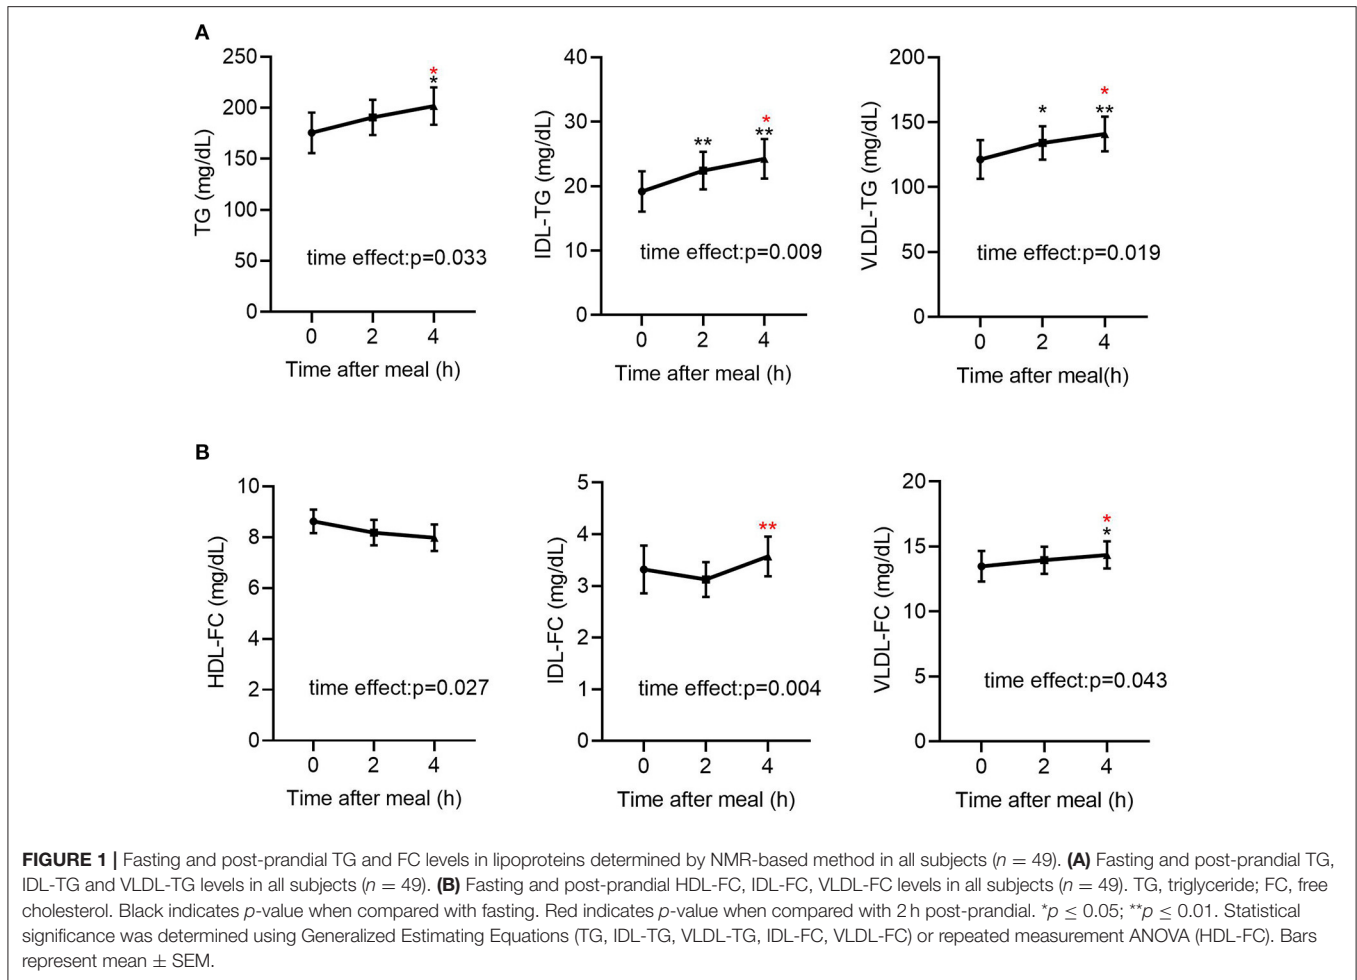 A
250
200
150
100
50
0
TG (mg/dL)
*
*
time effect:p=0.033
0 2 4
Time after meal (h)
40
30
20
10
0
IDL-TG (mg/dL)
**
*
**
time effect:p=0.009
0 2 4
Time after meal (h)
200
150
100
50
0
VLDL-TG (mg/dL)
*
*
**
time effect:p=0.019
0 2 4
Time after meal(h)
B
10
8
6
4
2
0
HDL-FC (mg/dL)
time effect:p=0.027
0 2 4
Time after meal (h)
5
4
3
2
1
0
IDL-FC (mg/dL)
**
time effect:p=0.004
0 2 4
Time after meal (h)
20
15
10
5
0
VLDL-FC (mg/dL)
*
*
time effect:p=0.043
0 2 4
Time after meal (h)
FIGURE 1 | Fasting and post-prandial TG and FC levels in lipoproteins determined by NMR-based method in all subjects (n = 49). (A) Fasting and post-prandial TG,
IDL-TG and VLDL-TG levels in all subjects (n = 49). (B) Fasting and post-prandial HDL-FC, IDL-FC, VLDL-FC levels in all subjects (n = 49). TG, triglyceride; FC, free
cholesterol. Black indicates p-value when compared with fasting. Red indicates p-value when compared with 2 h post-prandial. *p ≤ 0.05; **p ≤ 0.01. Statistical
significance was determined using Generalized Estimating Equations (TG, IDL-TG, VLDL-TG, IDL-FC, VLDL-FC) or repeated measurement ANOVA (HDL-FC). Bars
represent mean ± SEM.